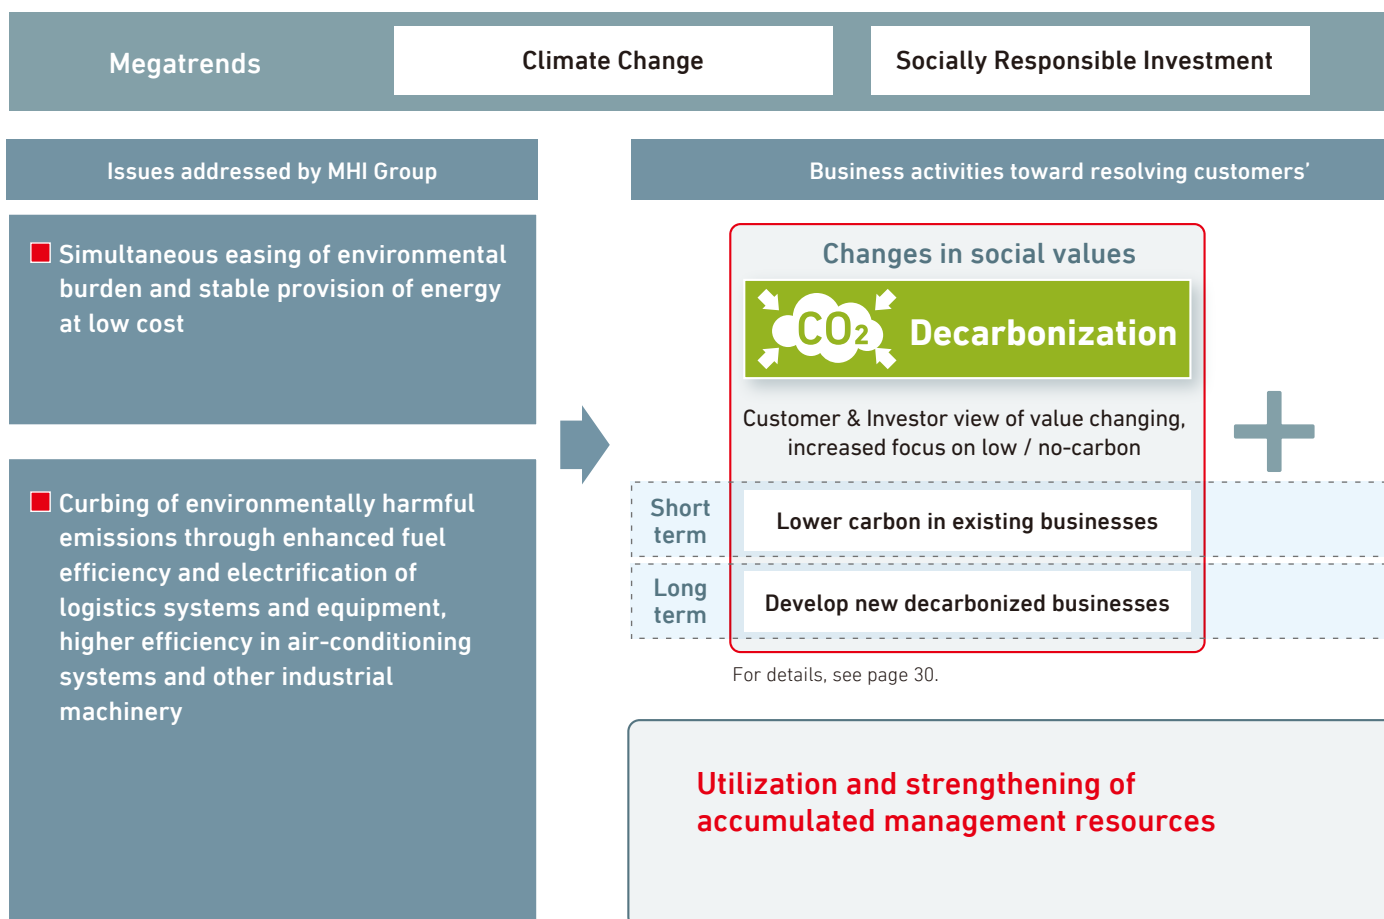 Megatrends
Climate Change
Socially Responsible Investment
Issues addressed by MHI Group
Simultaneous easing of environmental
burden and stable provision of energy
at low cost
Curbing of environmentally harmful
emissions through enhanced fuel
efficiency and electrification of
logistics systems and equipment,
higher efficiency in air-conditioning
systems and other industrial
machinery
Business activities toward resolving customers’
Changes in social values
CO₂ Decarbonization
Customer & Investor view of value changing,
increased focus on low / no-carbon
Short
term
Lower carbon in existing businesses
Long
term
Develop new decarbonized businesses
For details, see page 30.
Utilization and strengthening of
accumulated management resources